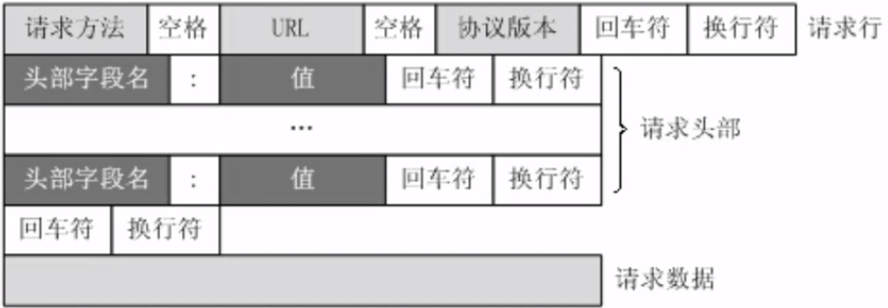 请求方法 空格 URL 空格 协议版本 回车符 换行符 请求行
头部字段名 : 值 回车符 换行符
… 请求头部
头部字段名 : 值 回车符 换行符
回车符 换行符
请求数据